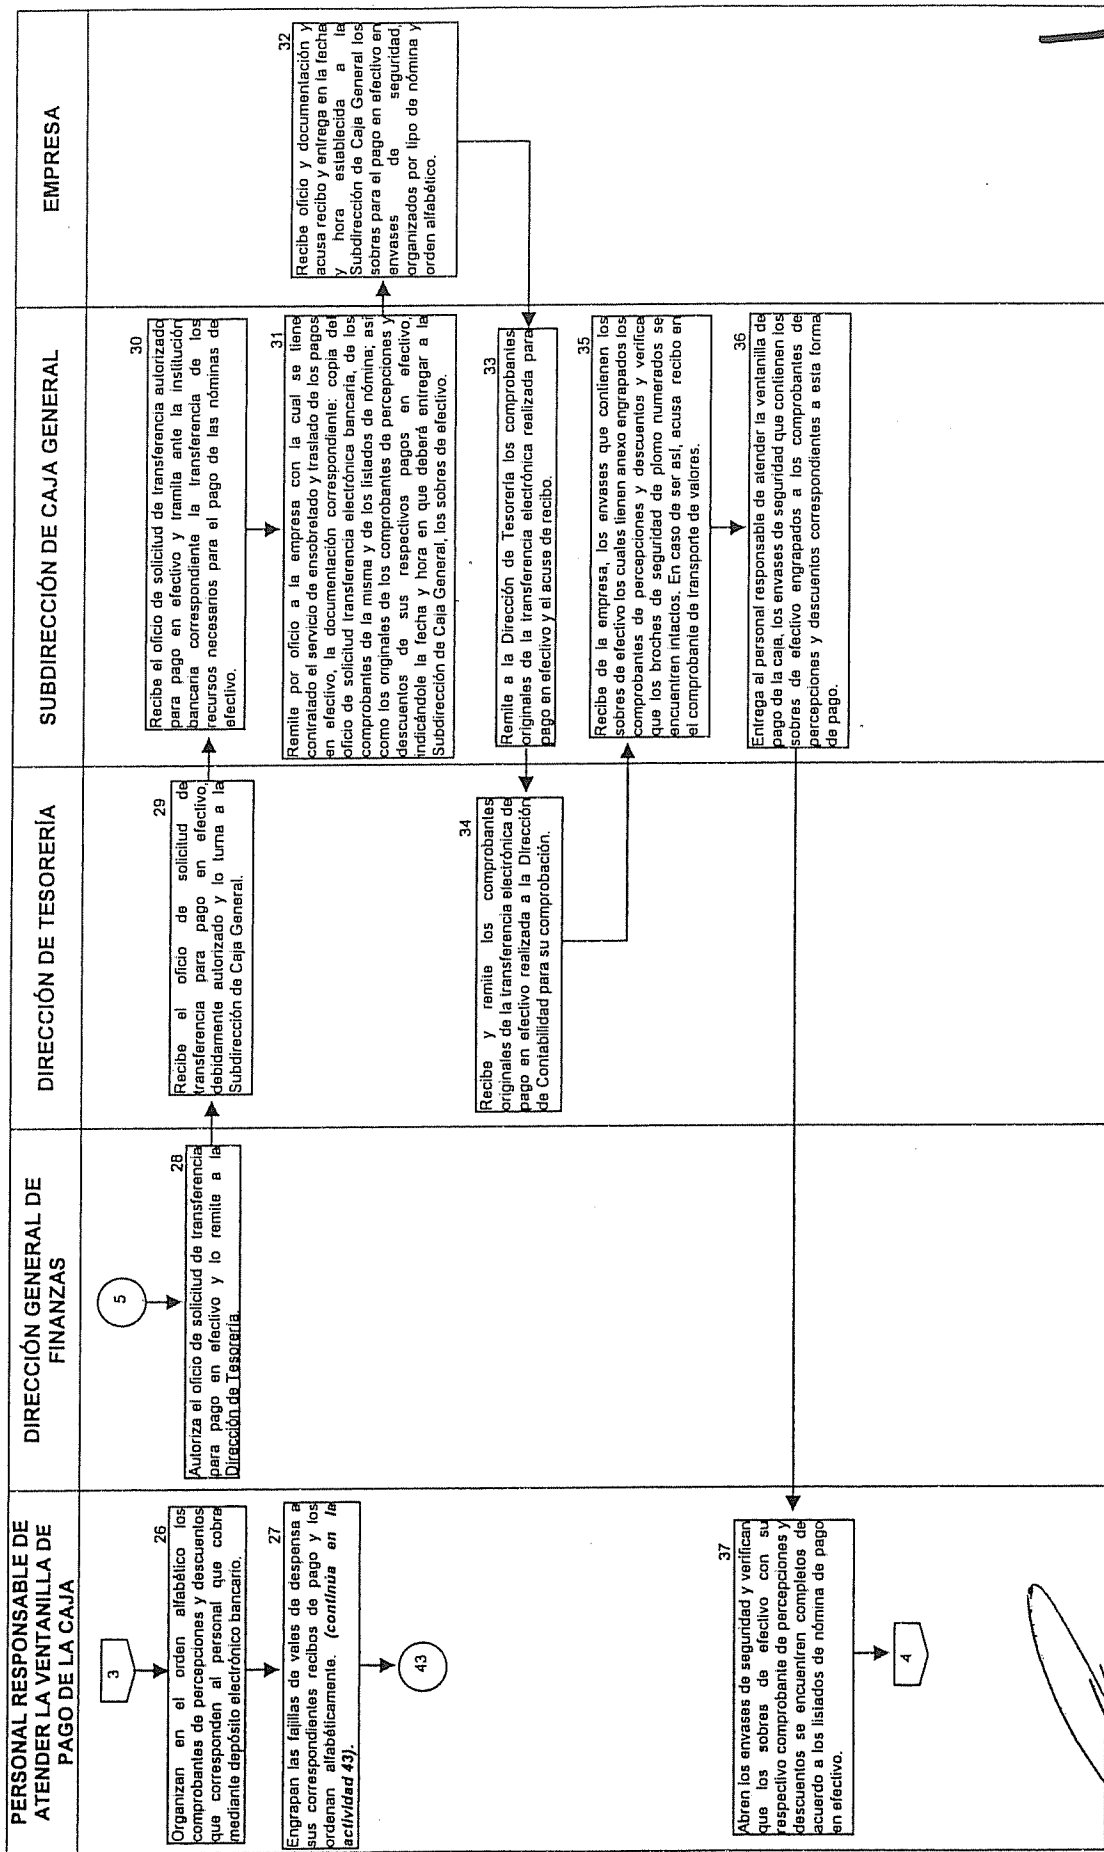 PERSONAL RESPONSABLE DE
ATENDER LA VENTANILLA DE
PAGO DE LA CAJA
DIRECCIÓN GENERAL DE
FINANZAS
DIRECCIÓN DE TESORERÍA
SUBDIRECCIÓN DE CAJA GENERAL
EMPRESA
3
26
Organizan en el orden alfabético los
comprobantes de percepciones y descuentos
que corresponden al personal que cobra
mediante depósito electrónico bancario.
27
Engrapan las fajillas de vales de despensa a
sus correspondientes recibos de pago y los
ordenan alfabéticamente. (continúa en la
actividad 43).
43
5
28
Autoriza el oficio de solicitud de transferencia
para pago en efectivo y lo remite a la
Dirección de Tesorería.
29
Recibe el oficio de solicitud de
transferencia para pago en efectivo,
debidamente autorizado y lo turna a la
Subdirección de Caja General.
30
Recibe el oficio de solicitud de transferencia autorizado
para pago en efectivo y tramita ante la institución
bancaria correspondiente la transferencia de los
recursos necesarios para el pago de las nóminas de
efectivo.
31
Remite por oficio a la empresa con la cual se tiene
contratado el servicio de ensobretado y traslado de los pagos
en efectivo, la documentación correspondiente: copia del
oficio de solicitud transferencia electrónica bancaria, de los
comprobantes de la misma y de los listados de nómina; así
como los originales de los comprobantes de percepciones y
descuentos de sus respectivos pagos en efectivo,
indicándole la fecha y hora en que deberá entregar a la
Subdirección de Caja General, los sobres de efectivo.
32
Recibe oficio y documentación y
acusa recibo y entrega en la fecha
y hora establecida a la
Subdirección de Caja General los
sobres para el pago en efectivo en
envases de seguridad,
organizados por tipo de nómina y
orden alfabético.
33
Remite a la Dirección de Tesorería los comprobantes
originales de la transferencia electrónica realizada para
pago en efectivo y el acuse de recibo.
34
Recibe y remite los comprobantes
originales de la transferencia electrónica de
pago en efectivo realizada a la Dirección
de Contabilidad para su comprobación.
35
Recibe de la empresa, los envases que contienen los
sobres de efectivo los cuales tienen anexo engrapados los
comprobantes de percepciones y descuentos y verifica
que los broches de seguridad de plomo numerados se
encuentren intactos. En caso de ser así, acusa recibo en
el comprobante de transporte de valores.
36
Entrega al personal responsable de atender la ventanilla de
pago de la caja, los envases de seguridad que contienen los
sobres de efectivo engrapados a los comprobantes de
percepciones y descuentos correspondientes a esta forma
de pago.
37
Abren los envases de seguridad y verifican
que los sobres de efectivo con su
respectivo comprobante de percepciones y
descuentos se encuentren completos de
acuerdo a los listados de nómina de pago
en efectivo.
4